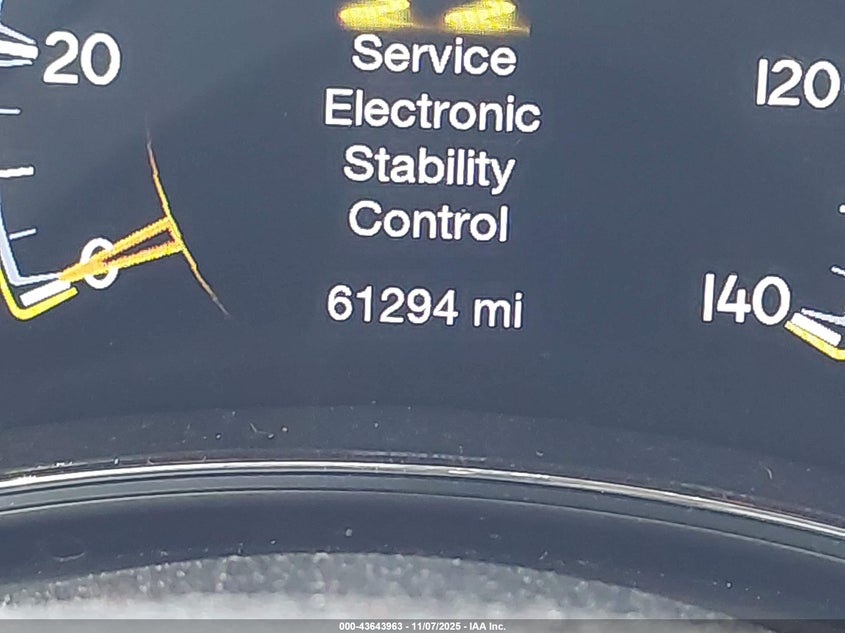 20
Service
120
Electronic
Stability
Control
0
61294 mi
140
000-43643963 - 11/07/2025 - IAA Inc.